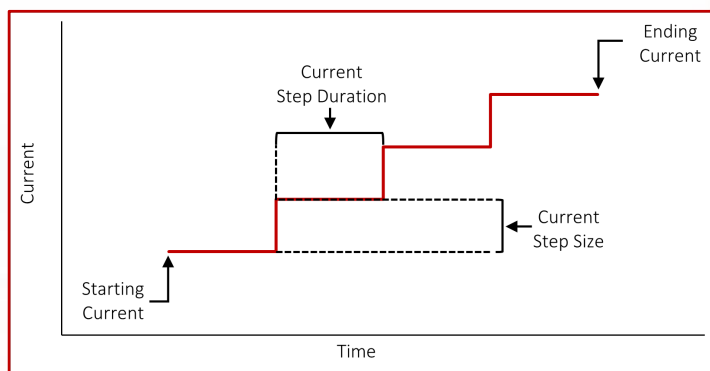 Ending
Current
Current
Step Duration
Current
Current
Step Size
Starting
Current
Time